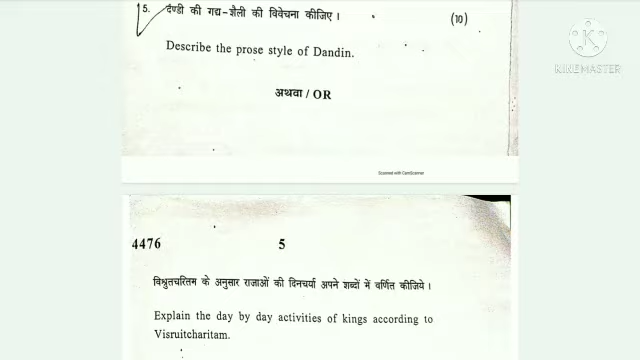 5. दण्डी की गद्य-शैली की विवेचना कीजिए । (10)
Describe the prose style of Dandin.
अथवा / OR
Scanned with CamScanner
KINEMASTER
4476 5
विश्रुतचरितम के अनुसार राजाओं की दिनचर्या अपने शब्दों में वर्णित कीजिये ।
Explain the day by day activities of kings according to
Visruitcharitam.